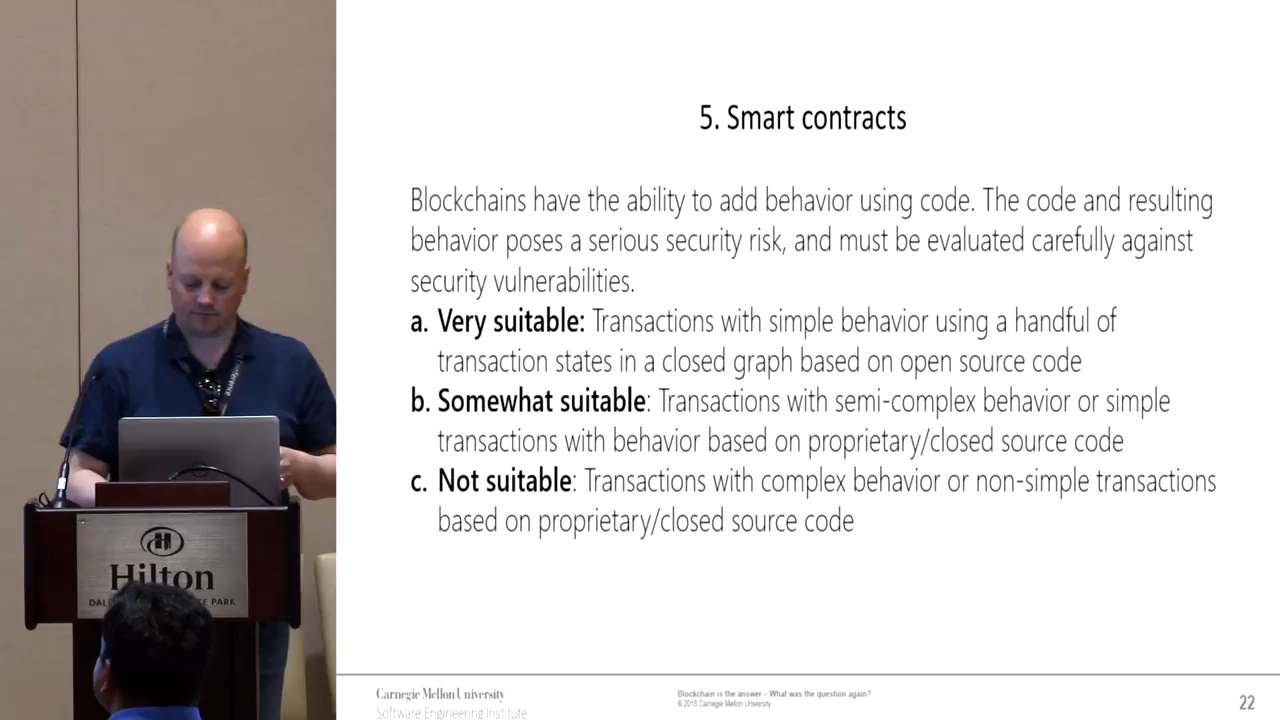 5. Smart contracts
Blockchains have the ability to add behavior using code. The code and resulting
behavior poses a serious security risk, and must be evaluated carefully against
security vulnerabilities.
a. Very suitable: Transactions with simple behavior using a handful of
transaction states in a closed graph based on open source code
b. Somewhat suitable: Transactions with semi-complex behavior or simple
transactions with behavior based on proprietary/closed source code
c. Not suitable: Transactions with complex behavior or non-simple transactions
based on proprietary/closed source code
Hilton
PARK
Carnegie Mellon University
Software Engineering Institute
Blockchain is the answer – What was the question again?
© 2018 Carnegie Mellon University
22